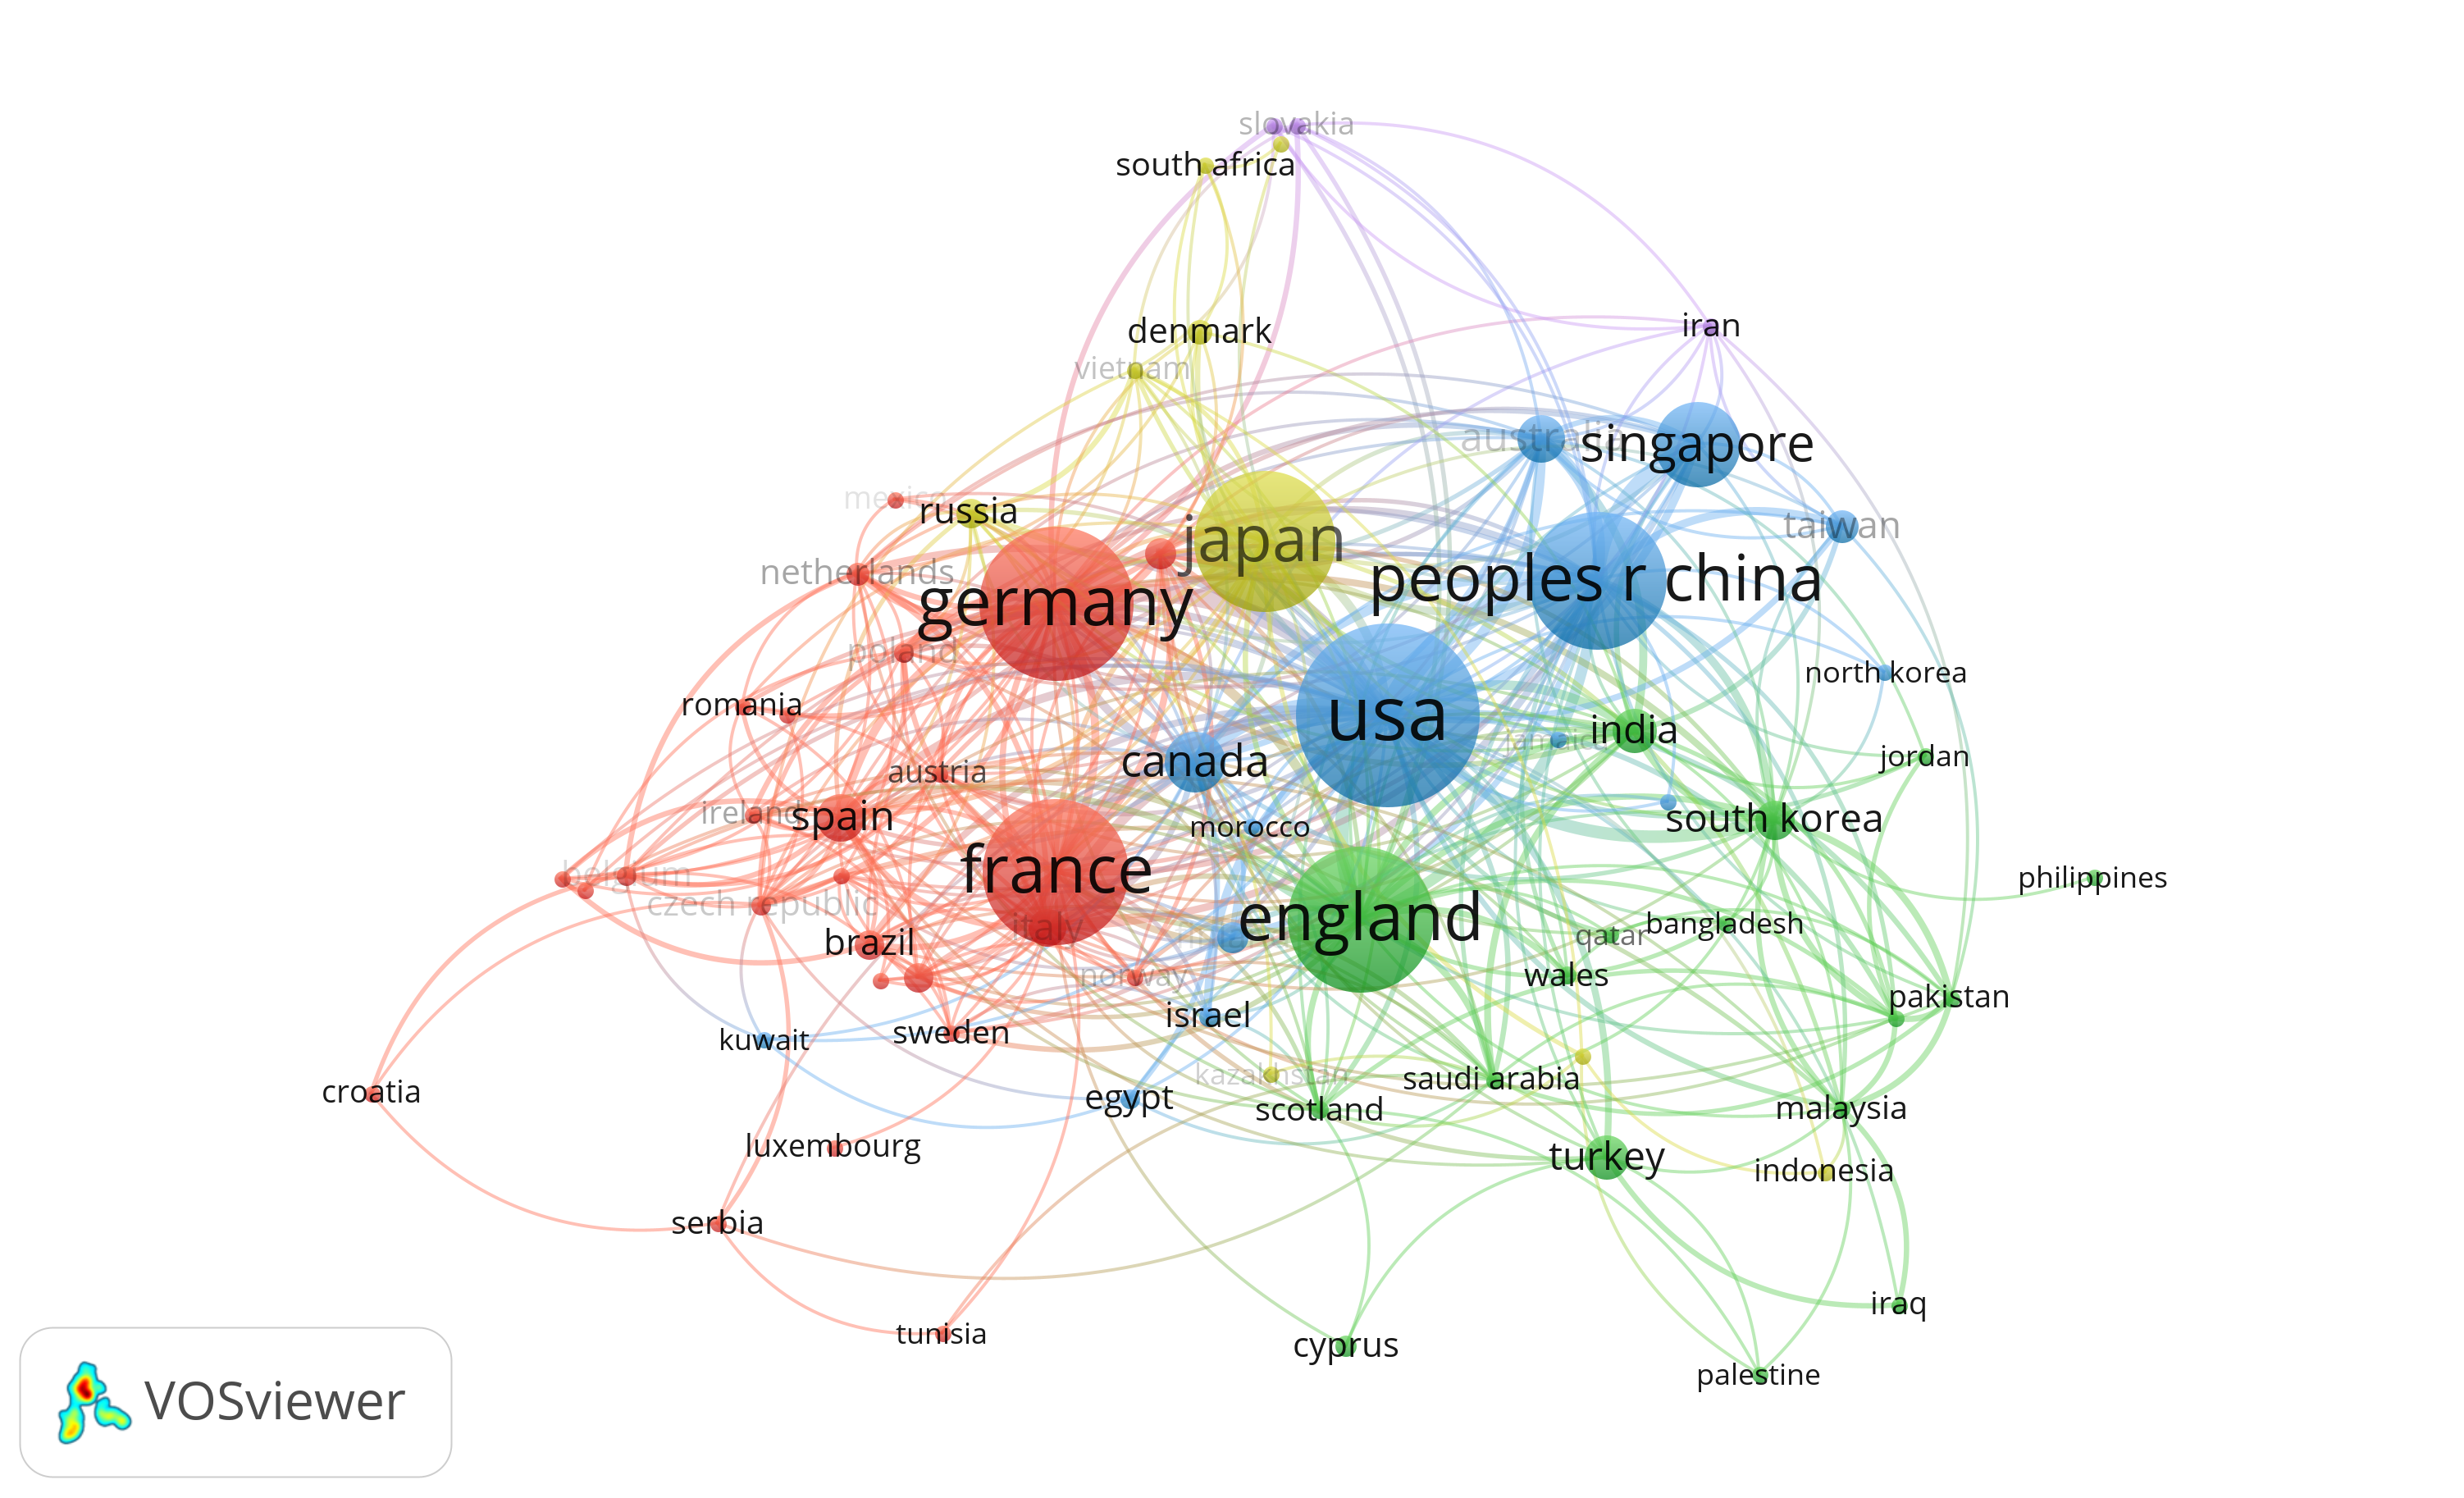 slovakia
south africa
iran
denmark
vietnam
australia
singapore
mexico
russia
japan
taiwan
netherlands
germany
peoples r china
poland
north korea
romania
usa
india
jamaica
canada
jordan
austria
ireland
spain
morocco
south korea
belgium
france
philippines
czech republic
england
italy
brazil
qatar
bangladesh
norway
wales
pakistan
israel
sweden
kuwait
kazakhstan
saudi arabia
croatia
egypt
scotland
malaysia
luxembourg
turkey
indonesia
serbia
iraq
tunisia
cyprus
palestine
VOSviewer